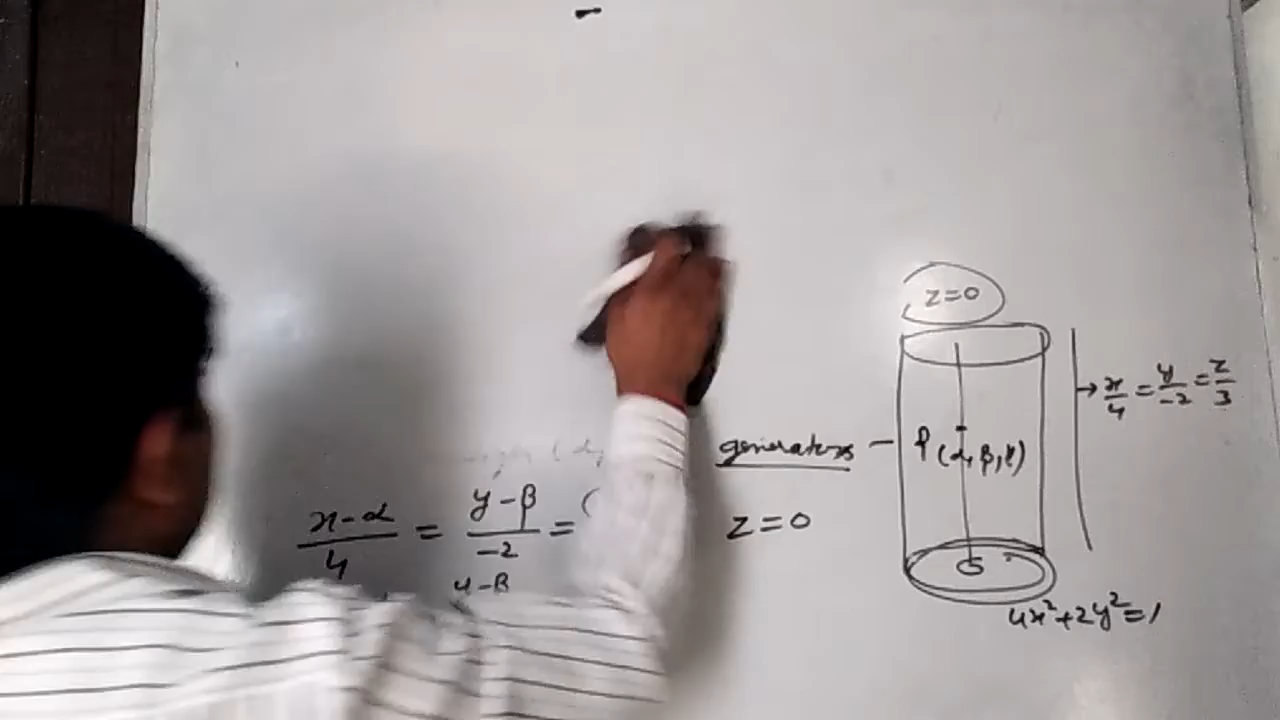 z=0
x/4 = y/-2 = z/3
generators –
P(α,β,γ)
x-α/4 = y-β/-2 = (
z=0
y-β
4x²+2y²=1